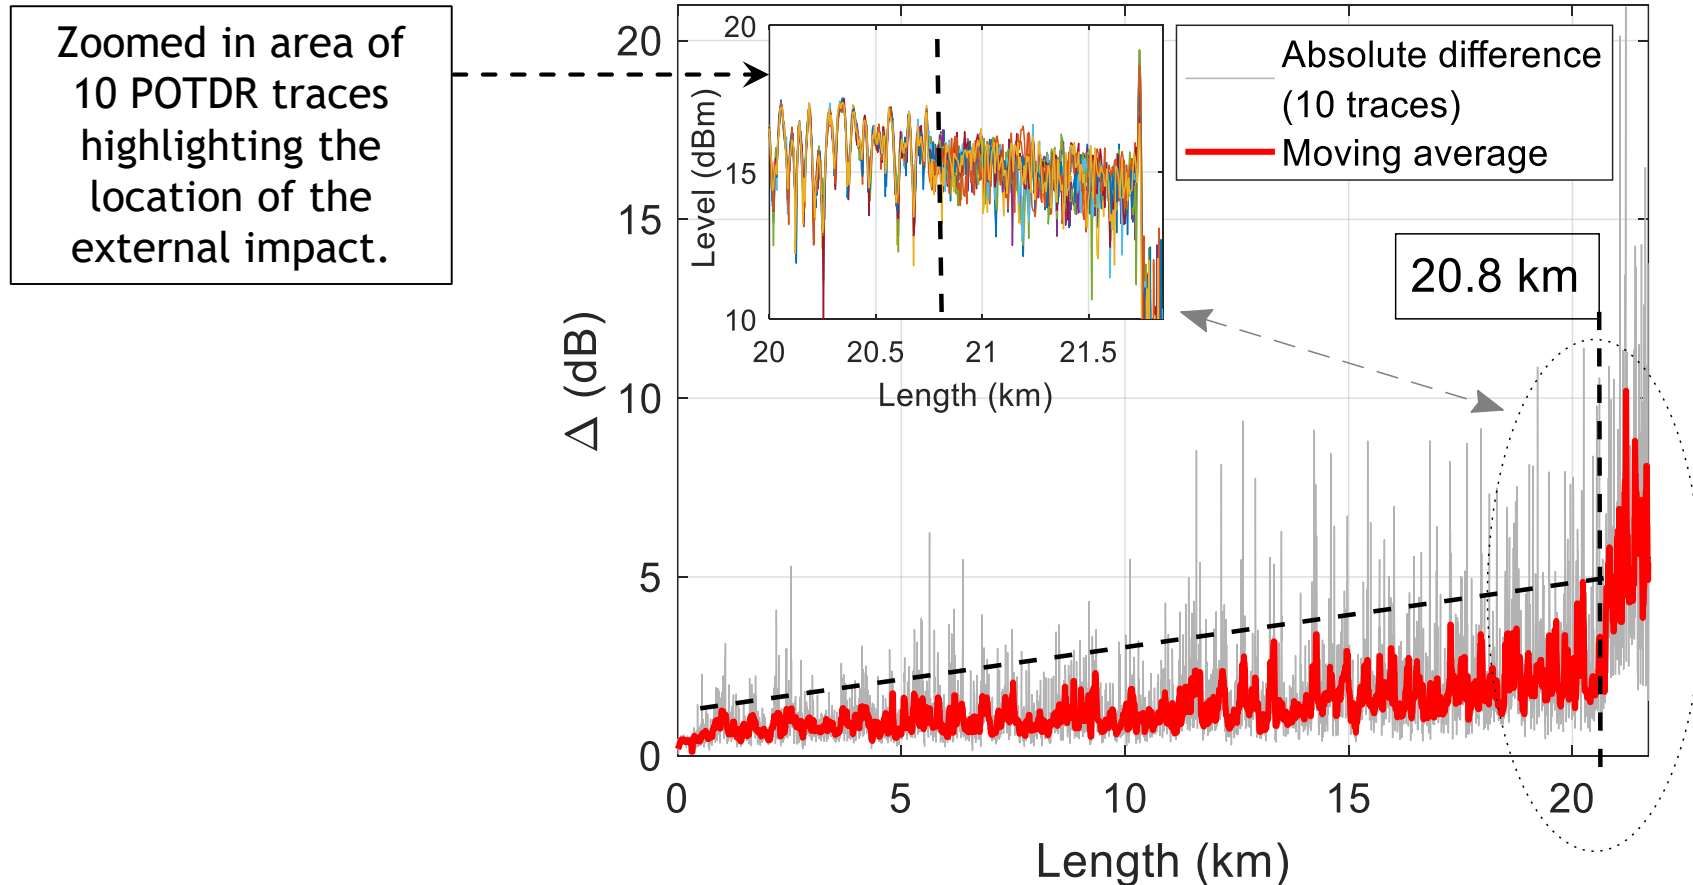 Zoomed in area of
10 POTDR traces
highlighting the
location of the
external impact.
20
15
10
Level (dBm)
20 20.5 21 21.5
Length (km)
Absolute difference
(10 traces)
Moving average
20.8 km
20
15
10
5
0
Δ (dB)
0 5 10 15 20
Length (km)